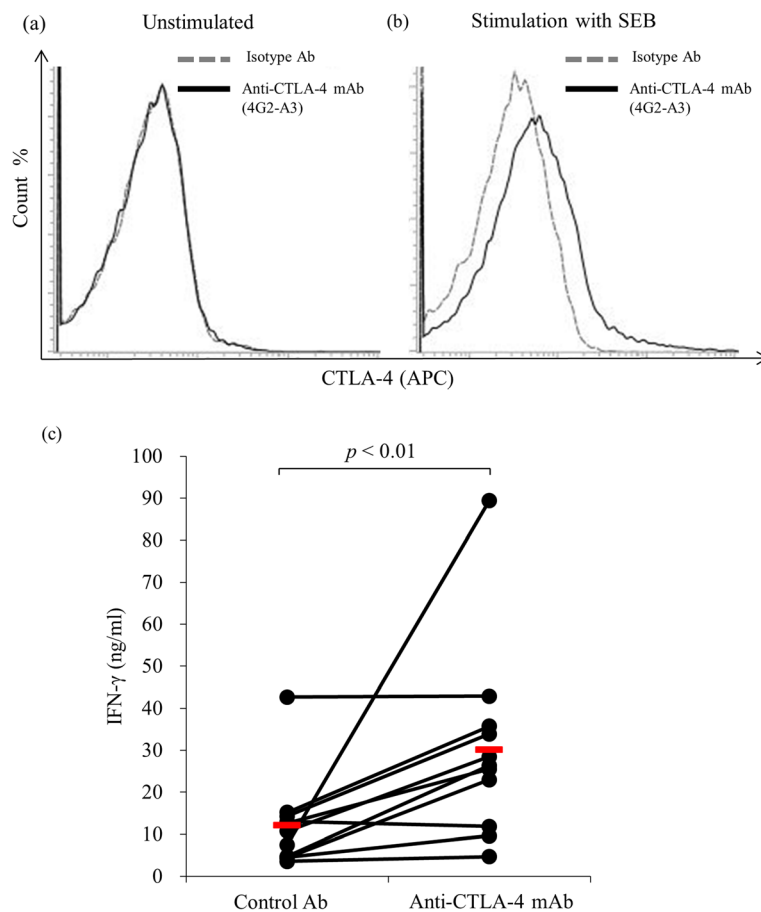 (a)
Unstimulated
Isotype Ab
Anti-CTLA-4 mAb
(4G2-A3)
(b)
Stimulation with SEB
Isotype Ab
Anti-CTLA-4 mAb
(4G2-A3)
Count %
CTLA-4 (APC)
(c)
p < 0.01
IFN-γ (ng/ml)
100
90
80
70
60
50
40
30
20
10
0
Control Ab
Anti-CTLA-4 mAb